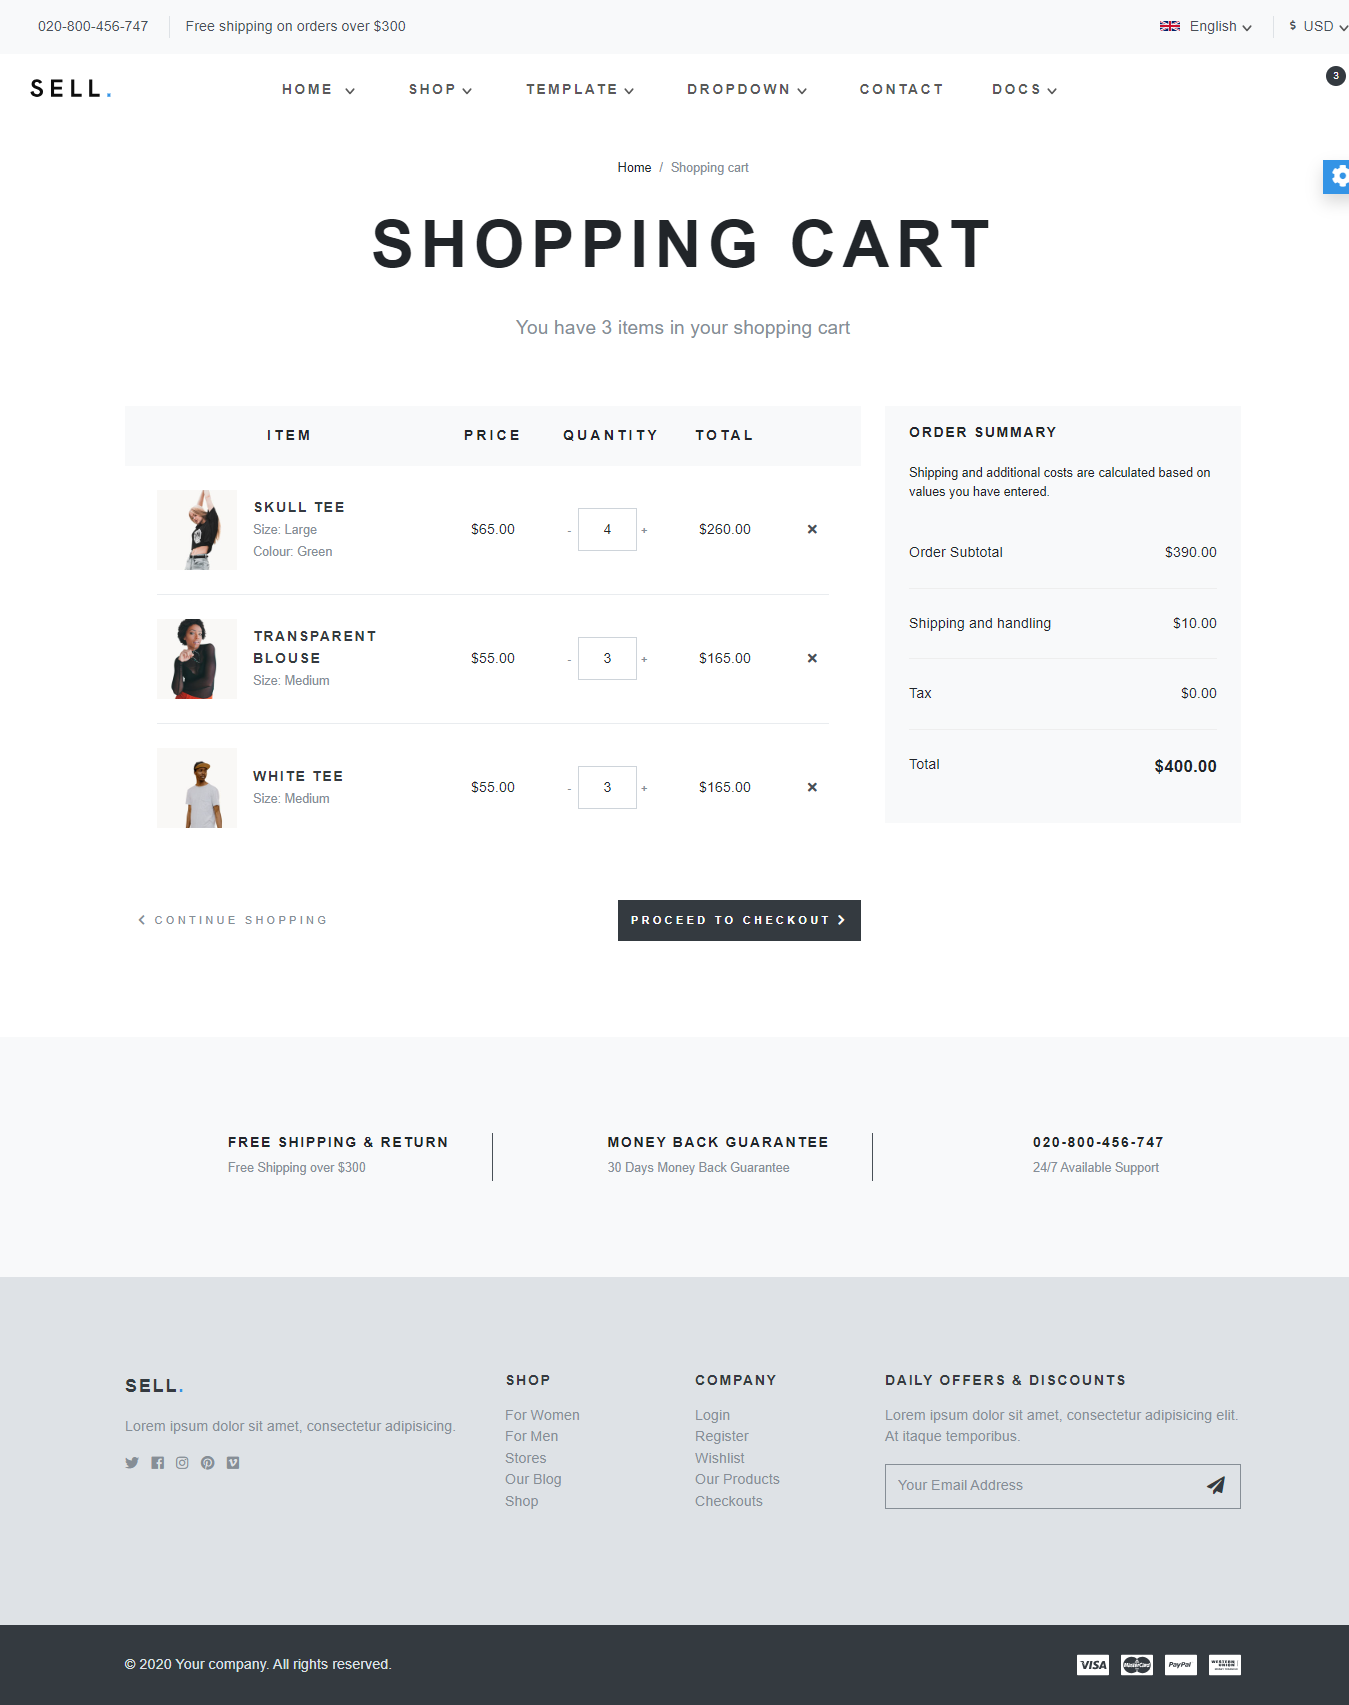 020-800-456-747
Free shipping on orders over $300
English
$ USD
SELL.
HOME
SHOP
TEMPLATE
DROPDOWN
CONTACT
DOCS
3
Home / Shopping cart
SHOPPING CART
You have 3 items in your shopping cart
ITEM PRICE QUANTITY TOTAL
SKULL TEE
Size: Large
Colour: Green
$65.00
- 4 +
$260.00
×
TRANSPARENT
BLOUSE
Size: Medium
$55.00
- 3 +
$165.00
×
WHITE TEE
Size: Medium
$55.00
- 3 +
$165.00
×
CONTINUE SHOPPING
PROCEED TO CHECKOUT
ORDER SUMMARY
Shipping and additional costs are calculated based on
values you have entered.
Order Subtotal $390.00
Shipping and handling $10.00
Tax $0.00
Total $400.00
FREE SHIPPING & RETURN
Free Shipping over $300
MONEY BACK GUARANTEE
30 Days Money Back Guarantee
020-800-456-747
24/7 Available Support
SELL.
Lorem ipsum dolor sit amet, consectetur adipisicing.
SHOP
For Women
For Men
Stores
Our Blog
Shop
COMPANY
Login
Register
Wishlist
Our Products
Checkouts
DAILY OFFERS & DISCOUNTS
Lorem ipsum dolor sit amet, consectetur adipisicing elit.
At itaque temporibus.
Your Email Address
© 2020 Your company. All rights reserved.
VISA
MasterCard
PayPal
WESTERN
UNION